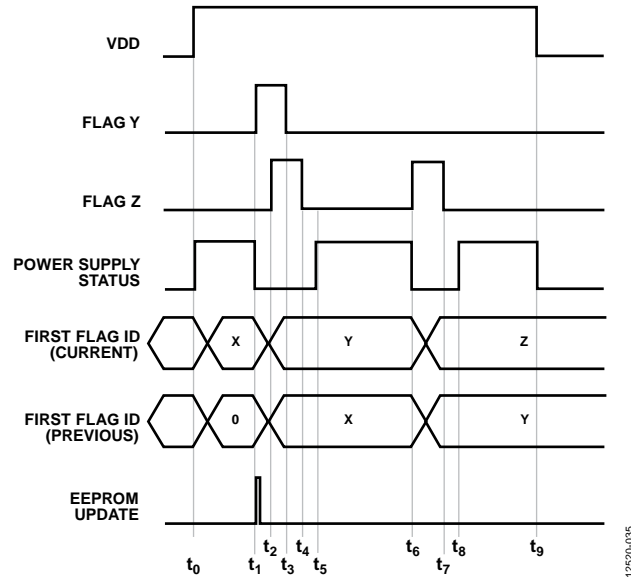 VDD
FLAG Y
FLAG Z
POWER SUPPLY
STATUS
FIRST FLAG ID
(CURRENT)
X
Y
Z
FIRST FLAG ID
(PREVIOUS)
0
X
Y
EEPROM
UPDATE
t0
t1
t2
t3
t4
t5
t6
t7
t8
t9
12520-035